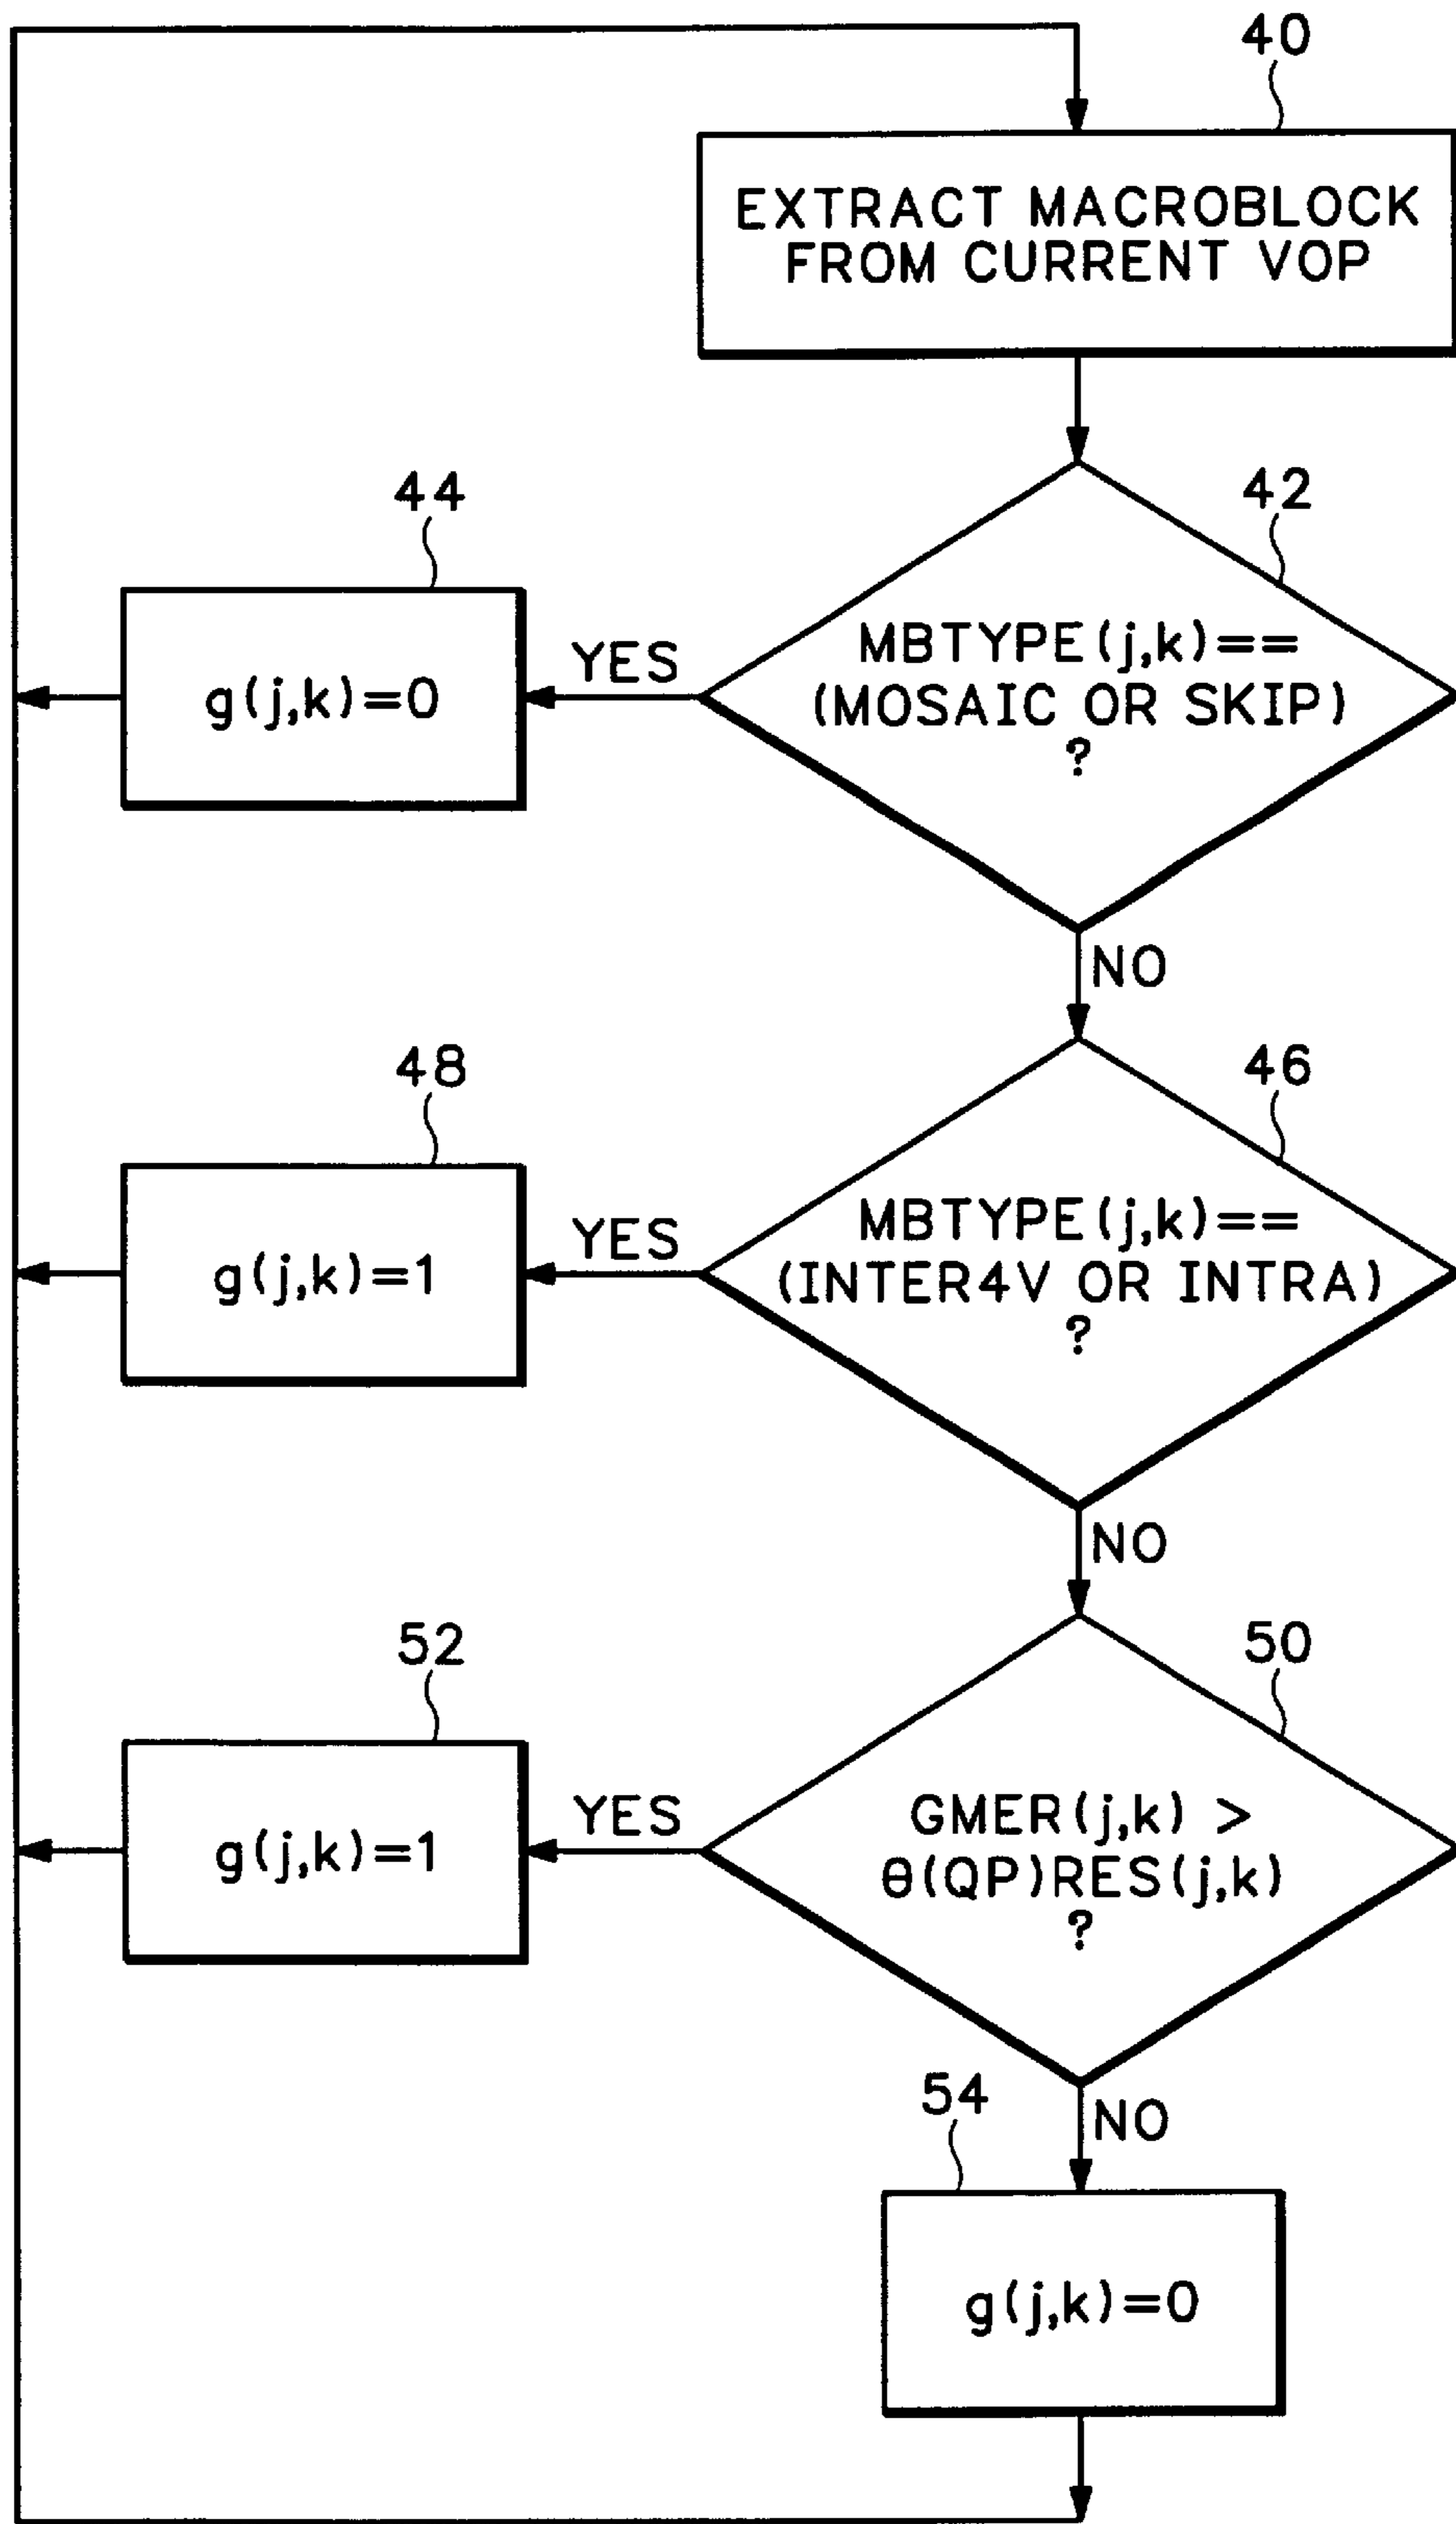 40
EXTRACT MACROBLOCK
FROM CURRENT VOP
44
42
g(j,k)=0
YES
MBTYPE(j,k)==
(MOSAIC OR SKIP)
?
NO
48
46
g(j,k)=1
YES
MBTYPE(j,k)==
(INTER4V OR INTRA)
?
NO
52
50
g(j,k)=1
YES
GMER(j,k) >
θ(QP)RES(j,k)
?
NO
54
g(j,k)=0